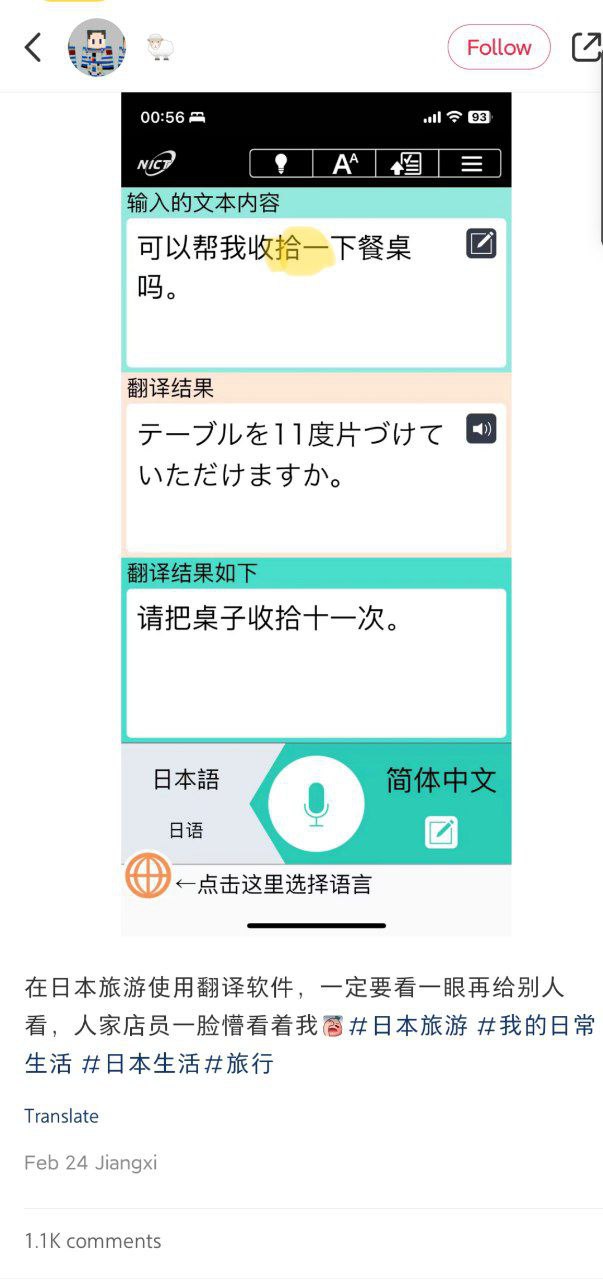 Follow
00:56
93
NICT
AA
输入的文本内容
可以帮我收拾一下餐桌
吗。
翻译结果
テーブルを11度片づけて
いただけますか。
翻译结果如下
请把桌子收拾十一次。
日本語
简体中文
日语
←点击这里选择语言
在日本旅游使用翻译软件，一定要看一眼再给别人
看，人家店员一脸懵看着我 #日本旅游 #我的日常
生活 #日本生活#旅行
Translate
Feb 24 Jiangxi
1.1K comments